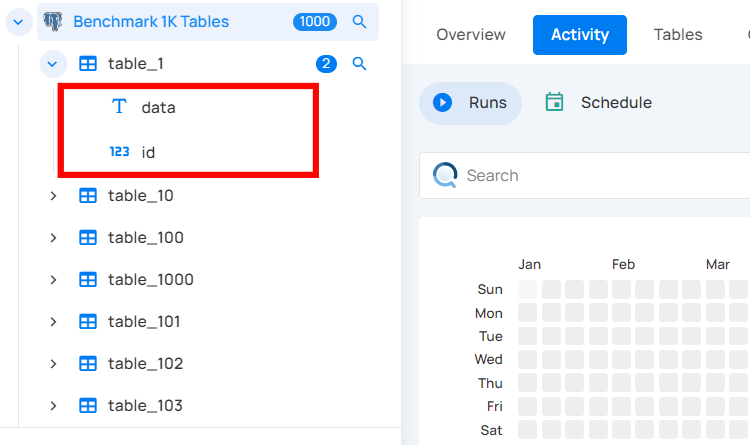 Benchmark 1K Tables 1000
table_1 2
T data
123 id
table_10
table_100
table_1000
table_101
table_102
table_103
Overview Activity Tables
Runs Schedule
Search
Jan Feb Mar
Sun
Mon
Tue
Wed
Thu
Fri
Sat